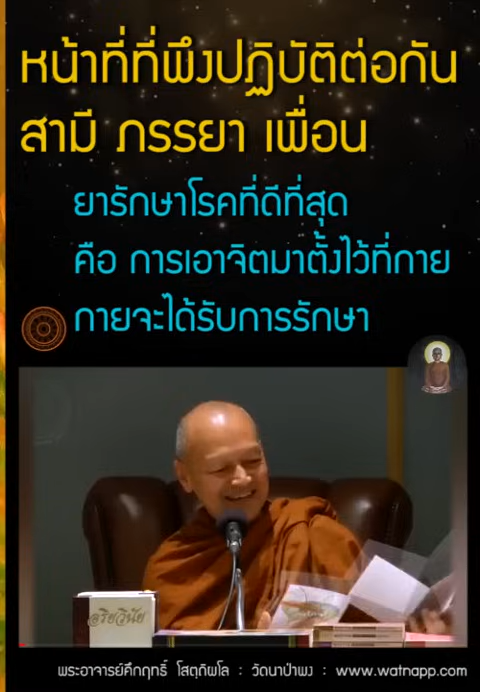 หน้าที่ที่พึงปฏิบัติต่อกัน
สามี ภรรยา เพื่อน
ยารักษาโรคที่ดีที่สุด
คือ การเอาจิตมาตั้งไว้ที่กาย
กายจะได้รับการรักษา
อริยวินัย
พระอาจารย์คึกฤทธิ์ โสตฺถิผโล : วัดนาป่าพง : www.watnapp.com